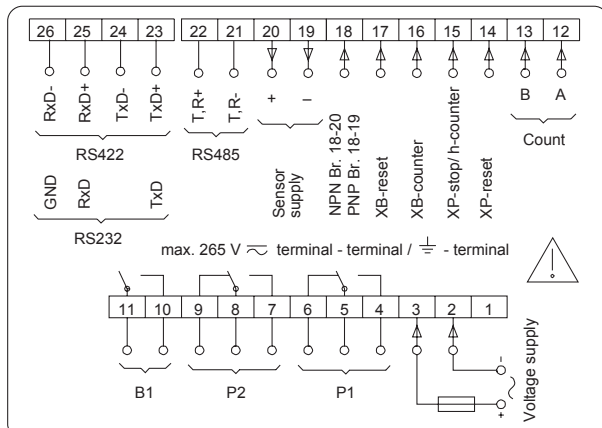 26 25 24 23 22 21 20 19 18 17 16 15 14 13 12
RxD- RxD+ TxD- TxD+ T,R+ T,R- + – NPN Br. 18-20 PNP Br. 18-19 XB-reset XB-counter XP-stop/ h-counter XP-reset B A
RS422 RS485 Sensor supply Count
GND RxD TxD
RS232
max. 265 V terminal - terminal / - terminal
!
11 10 9 8 7 6 5 4 3 2 1
B1 P2 P1
- +
Voltage supply